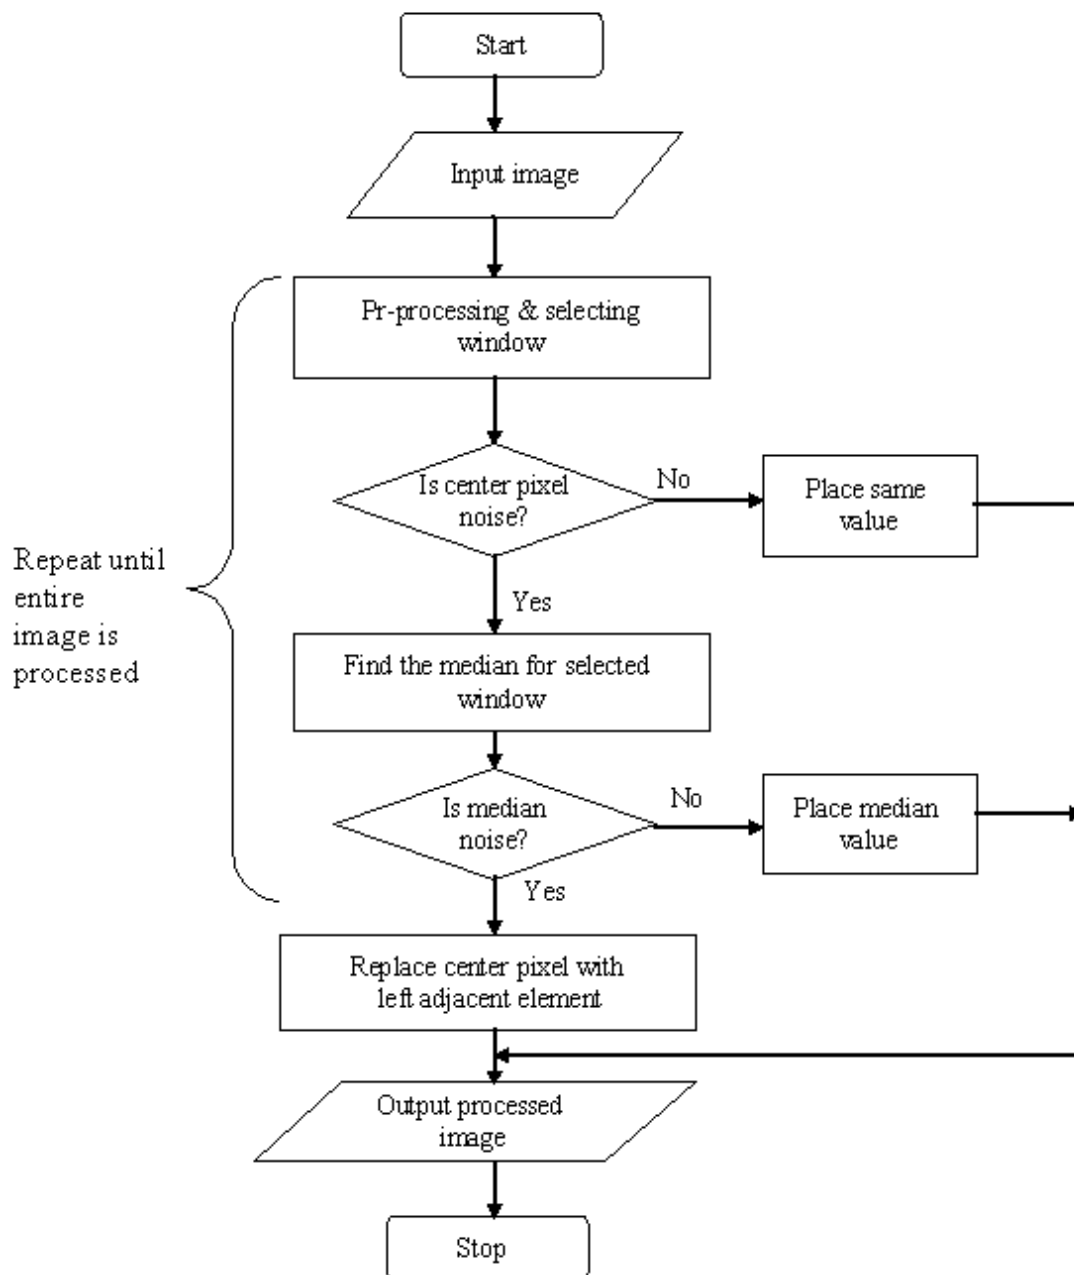 Start
Input image
Pr-processing & selecting
window
Is center pixel
noise?
No
Place same
value
Yes
Repeat until
entire
image is
processed
Find the median for selected
window
Is median
noise?
No
Place median
value
Yes
Replace center pixel with
left adjacent element
Output processed
image
Stop